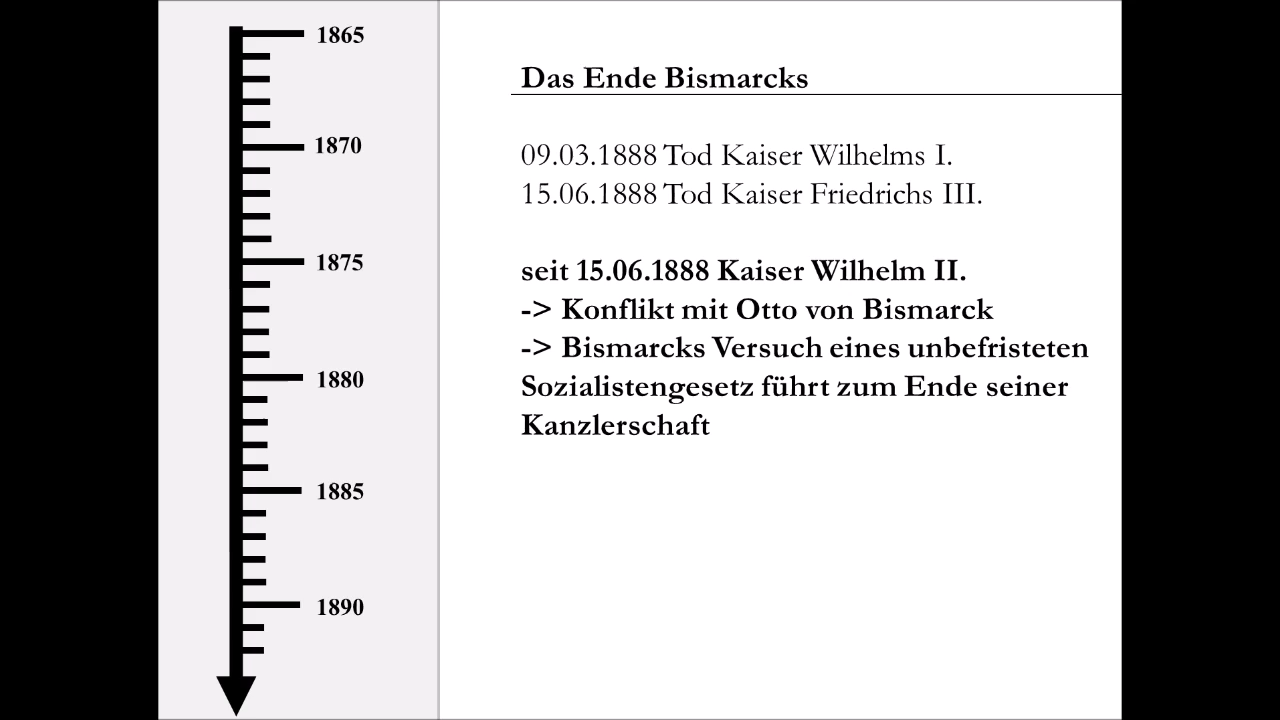 1865
1870
1875
1880
1885
1890
Das Ende Bismarcks
09.03.1888 Tod Kaiser Wilhelms I.
15.06.1888 Tod Kaiser Friedrichs III.
seit 15.06.1888 Kaiser Wilhelm II.
-> Konflikt mit Otto von Bismarck
-> Bismarcks Versuch eines unbefristeten
Sozialistengesetz führt zum Ende seiner
Kanzlerschaft